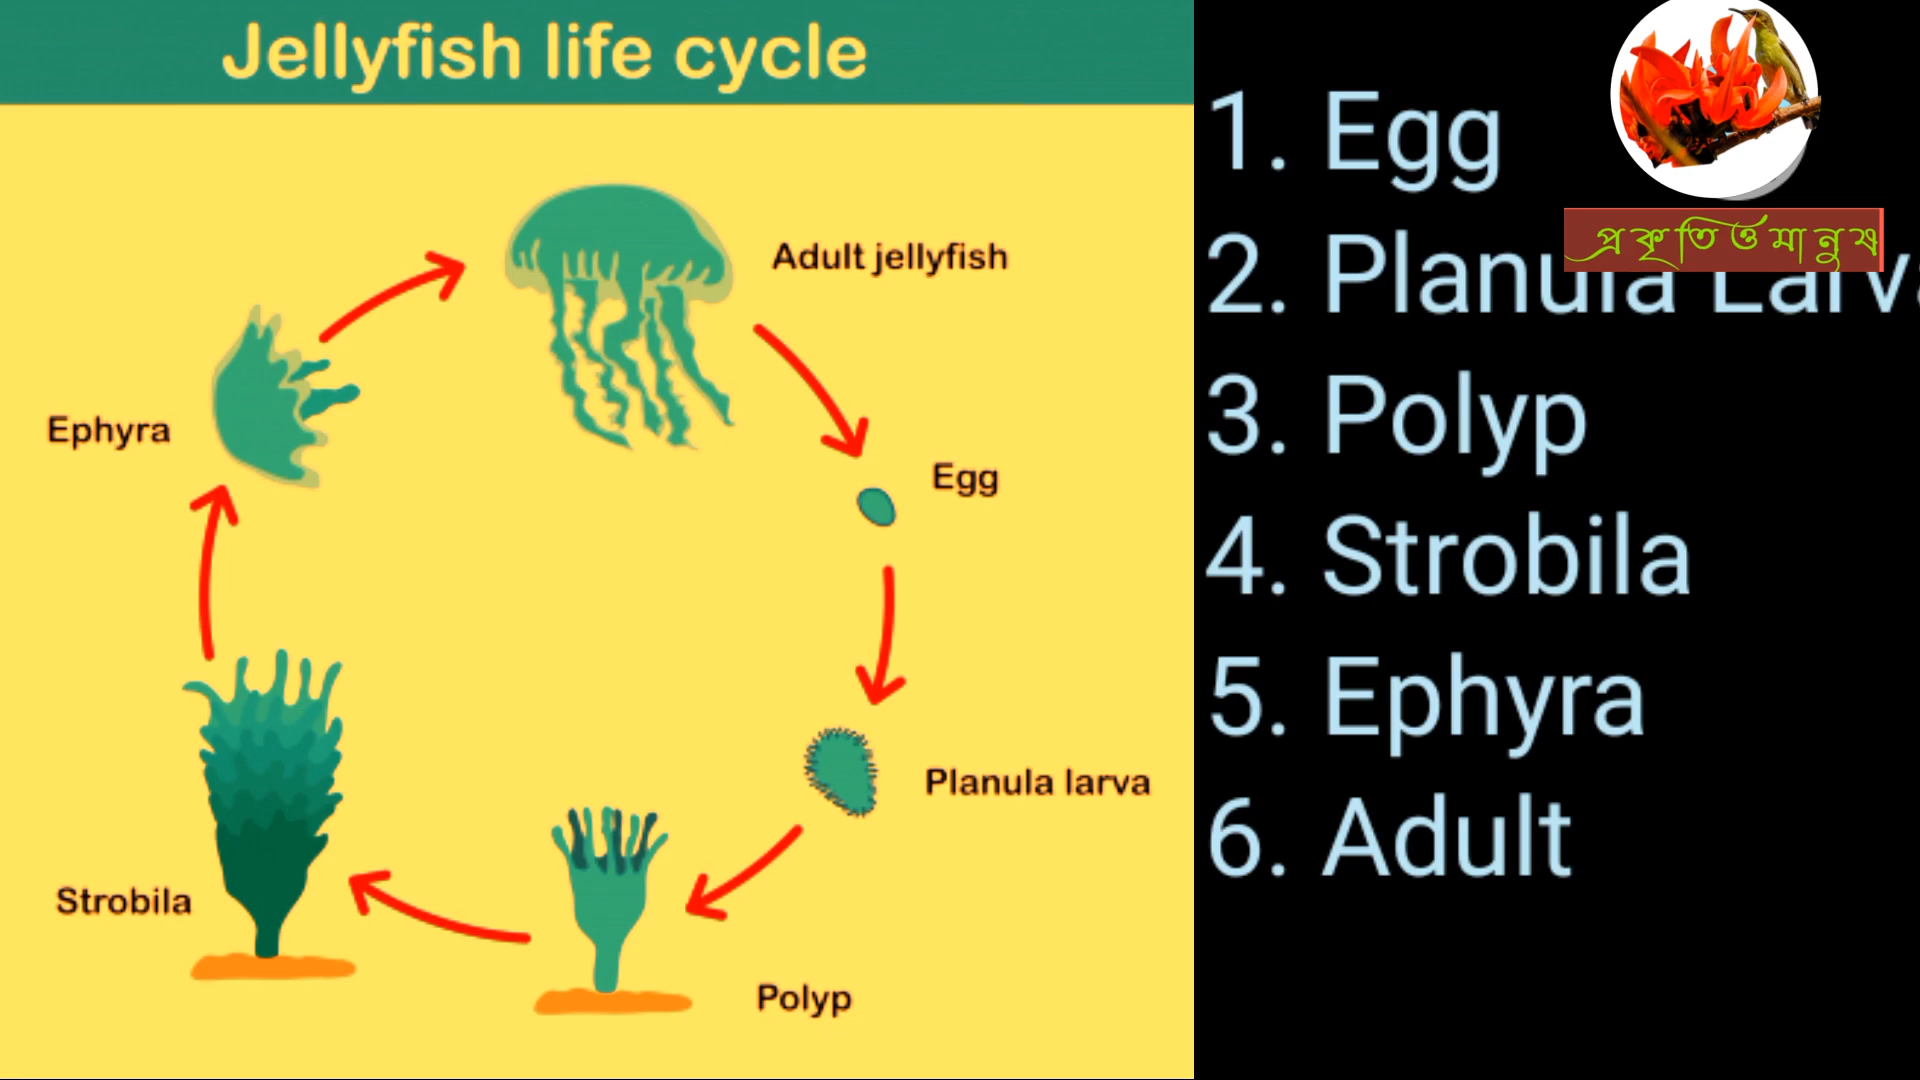 Jellyfish life cycle
Adult jellyfish
Egg
Planula larva
Polyp
Strobila
Ephyra
1. Egg
2. Planula
3. Polyp
4. Strobila
5. Ephyra
6. Adult
প্রকৃতি ও মানুষ